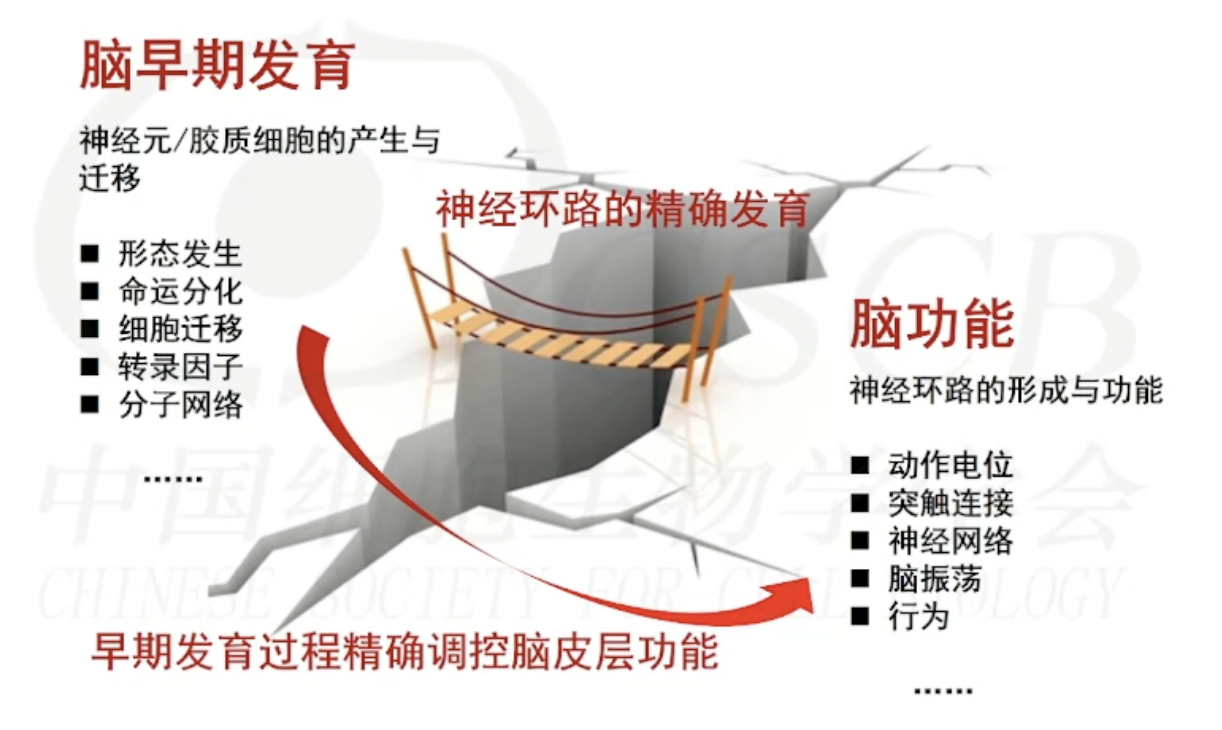 脑早期发育
神经元/胶质细胞的产生与
迁移
■ 形态发生
■ 命运分化
■ 细胞迁移
■ 转录因子
■ 分子网络
……
神经环路的精确发育
脑功能
神经环路的形成与功能
■ 动作电位
■ 突触连接
■ 神经网络
■ 脑振荡
■ 行为
……
早期发育过程精确调控脑皮层功能
CSCB
中国细胞生物学学会
CHINESE SOCIETY FOR CELL BIOLOGY